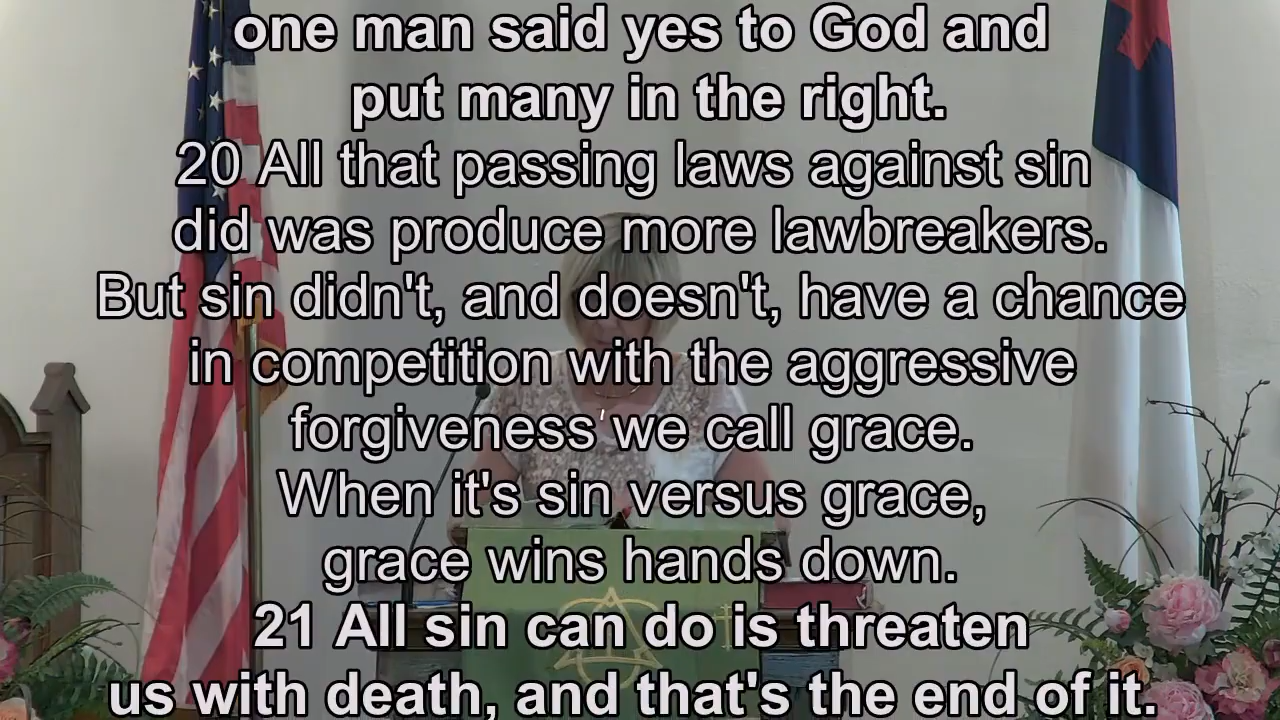 one man said yes to God and
put many in the right.
20 All that passing laws against sin
did was produce more lawbreakers.
But sin didn't, and doesn't, have a chance
in competition with the aggressive
forgiveness we call grace.
When it's sin versus grace,
grace wins hands down.
21 All sin can do is threaten
us with death, and that's the end of it.